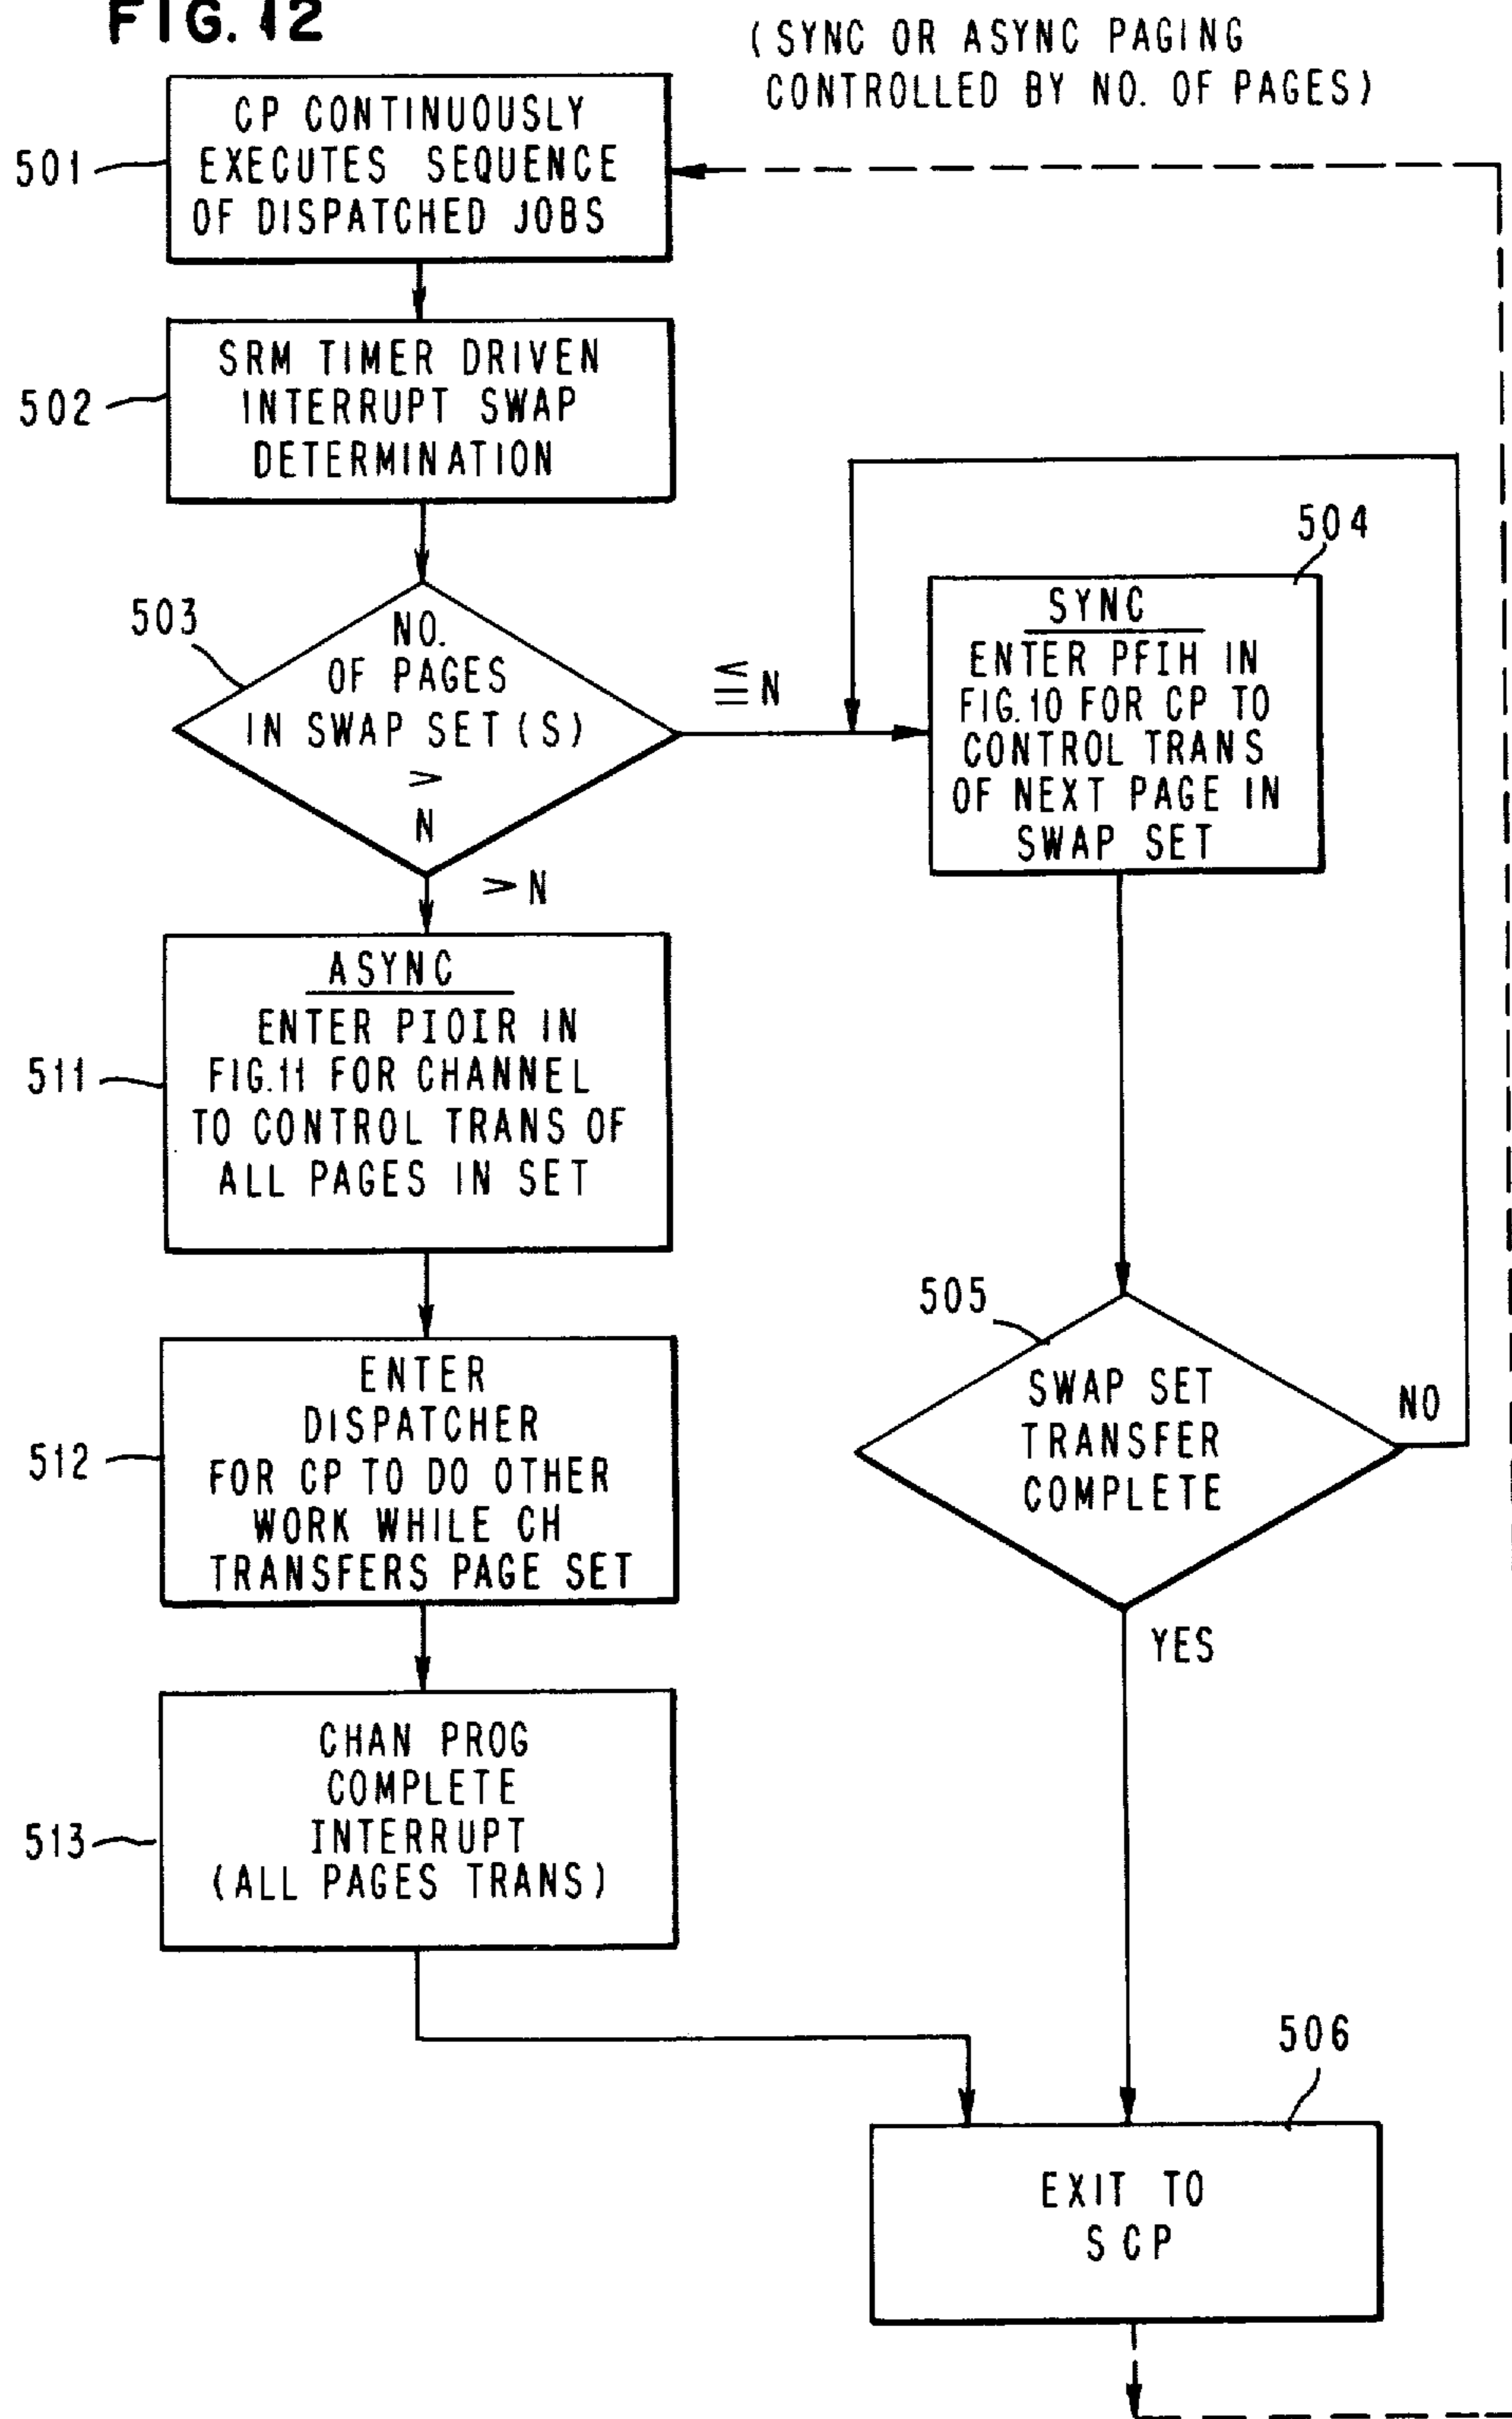 FIG. 12
(SYNC OR ASYNC PAGING
CONTROLLED BY NO. OF PAGES)
501
CP CONTINUOUSLY
EXECUTES SEQUENCE
OF DISPATCHED JOBS
502
SRM TIMER DRIVEN
INTERRUPT SWAP
DETERMINATION
503
NO.
OF PAGES
IN SWAP SET(S)
>
N
≦ N
> N
504
SYNC
ENTER PFIH IN
FIG.10 FOR CP TO
CONTROL TRANS
OF NEXT PAGE IN
SWAP SET
511
ASYNC
ENTER PIOIR IN
FIG.11 FOR CHANNEL
TO CONTROL TRANS OF
ALL PAGES IN SET
505
SWAP SET
TRANSFER
COMPLETE
NO
YES
512
ENTER
DISPATCHER
FOR CP TO DO OTHER
WORK WHILE CH
TRANSFERS PAGE SET
513
CHAN PROG
COMPLETE
INTERRUPT
(ALL PAGES TRANS)
506
EXIT TO
SCP